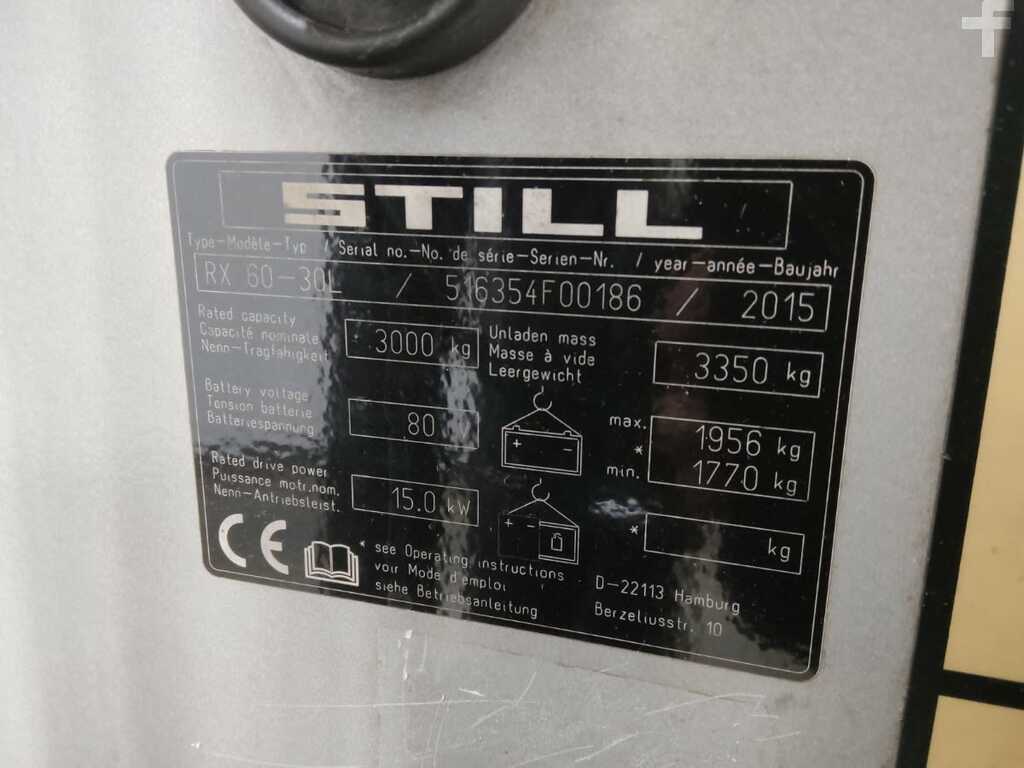 STILL
Type-Modèle-Typ / Serial no.-No. de série-Serien-Nr. / year-année-Baujahr
RX 60-30L / 516354F00186 / 2015
Rated capacity
Capacité nominale
Nenn-Tragfähigkeit
3000 kg
Unladen mass
Masse à vide
Leergewicht
3350 kg
Battery voltage
Tension batterie
Batteriespannung
80
+ -
max.
*
min.
1956 kg
1770 kg
Rated drive power
Puissance motr.nom.
Nenn-Antriebsleist.
15.0 kW
+ -
*
kg
CE
* see Operating instructions
voir Mode d'emploi
siehe Betriebsanleitung
D-22113 Hamburg
Berzeliusstr. 10
f